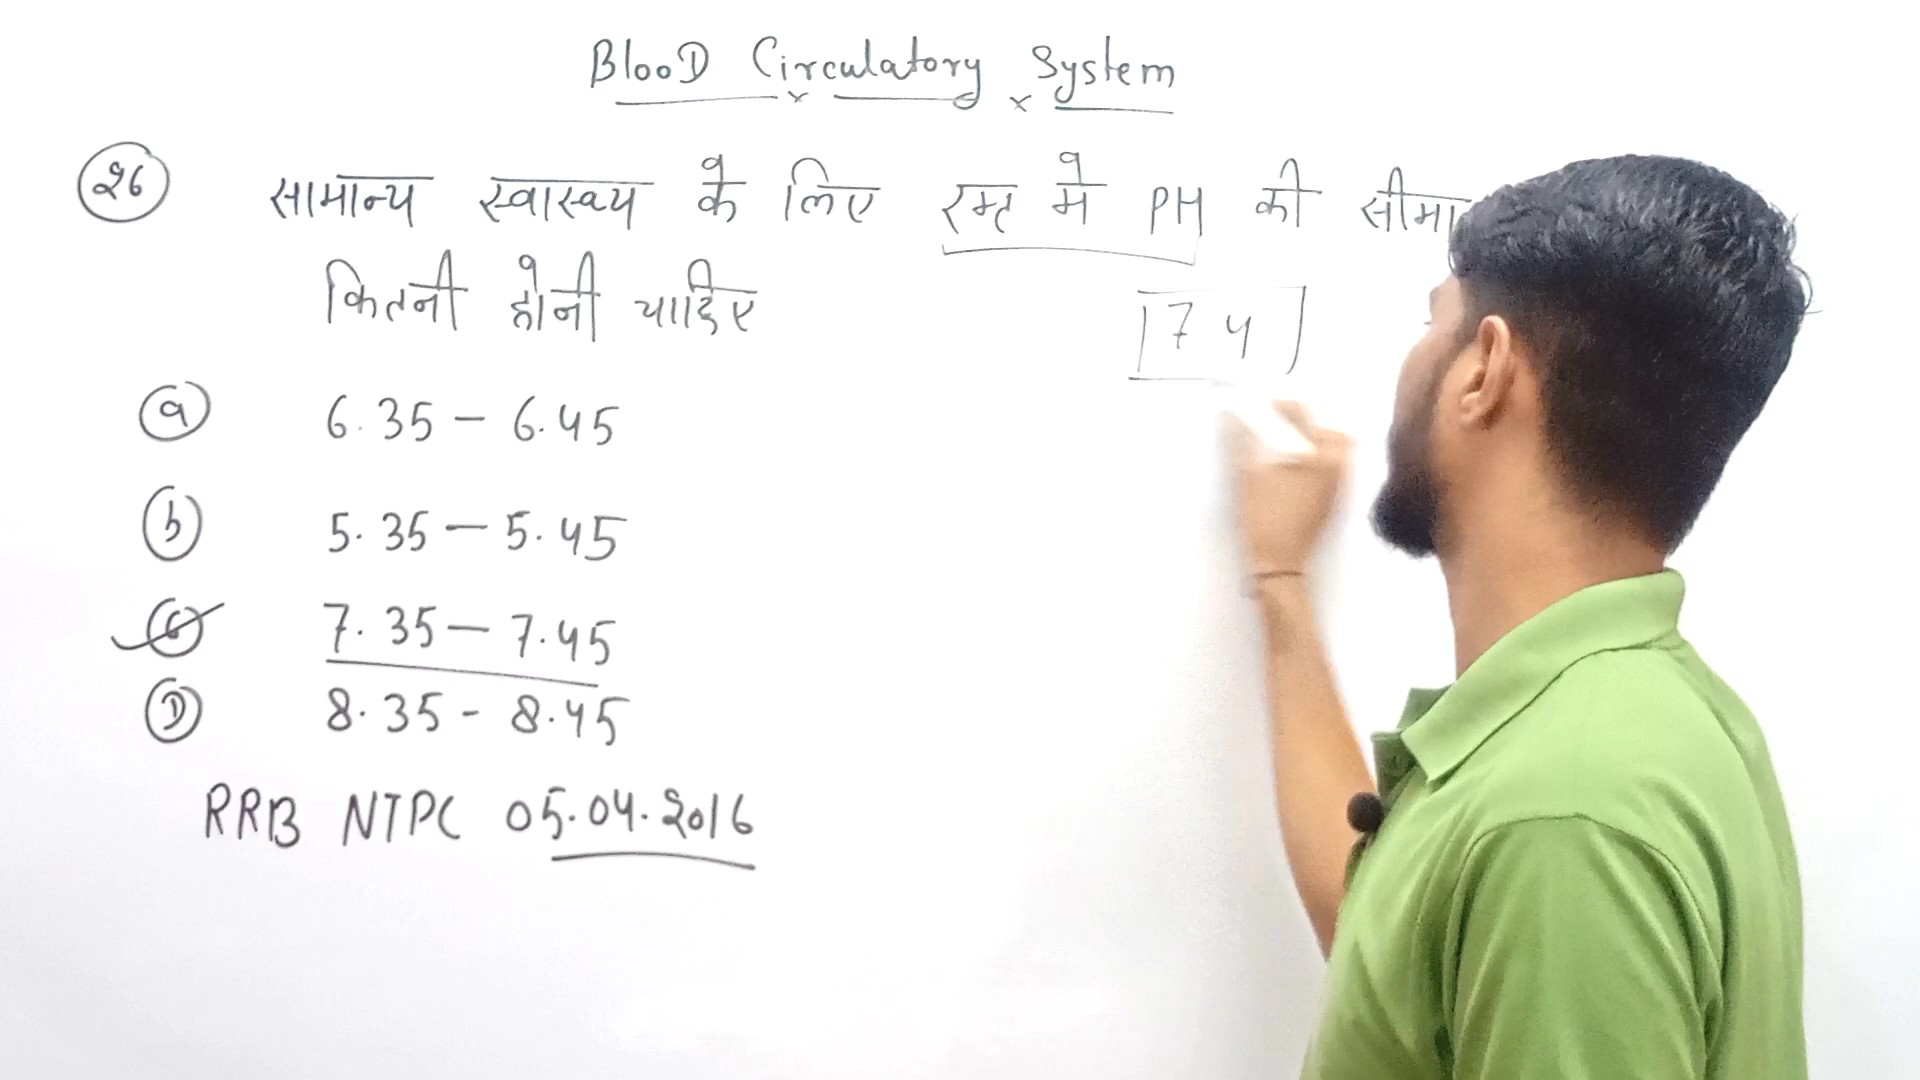 BlooD Circulatory System
26 सामान्य स्वास्थ्य के लिए रक्त में PH की सीमा
कितनी होनी चाहिए
7 4
a 6.35 - 6.45
b 5.35 - 5.45
c 7.35 - 7.45
D 8.35 - 8.45
RRB NTPC 05.04.2016